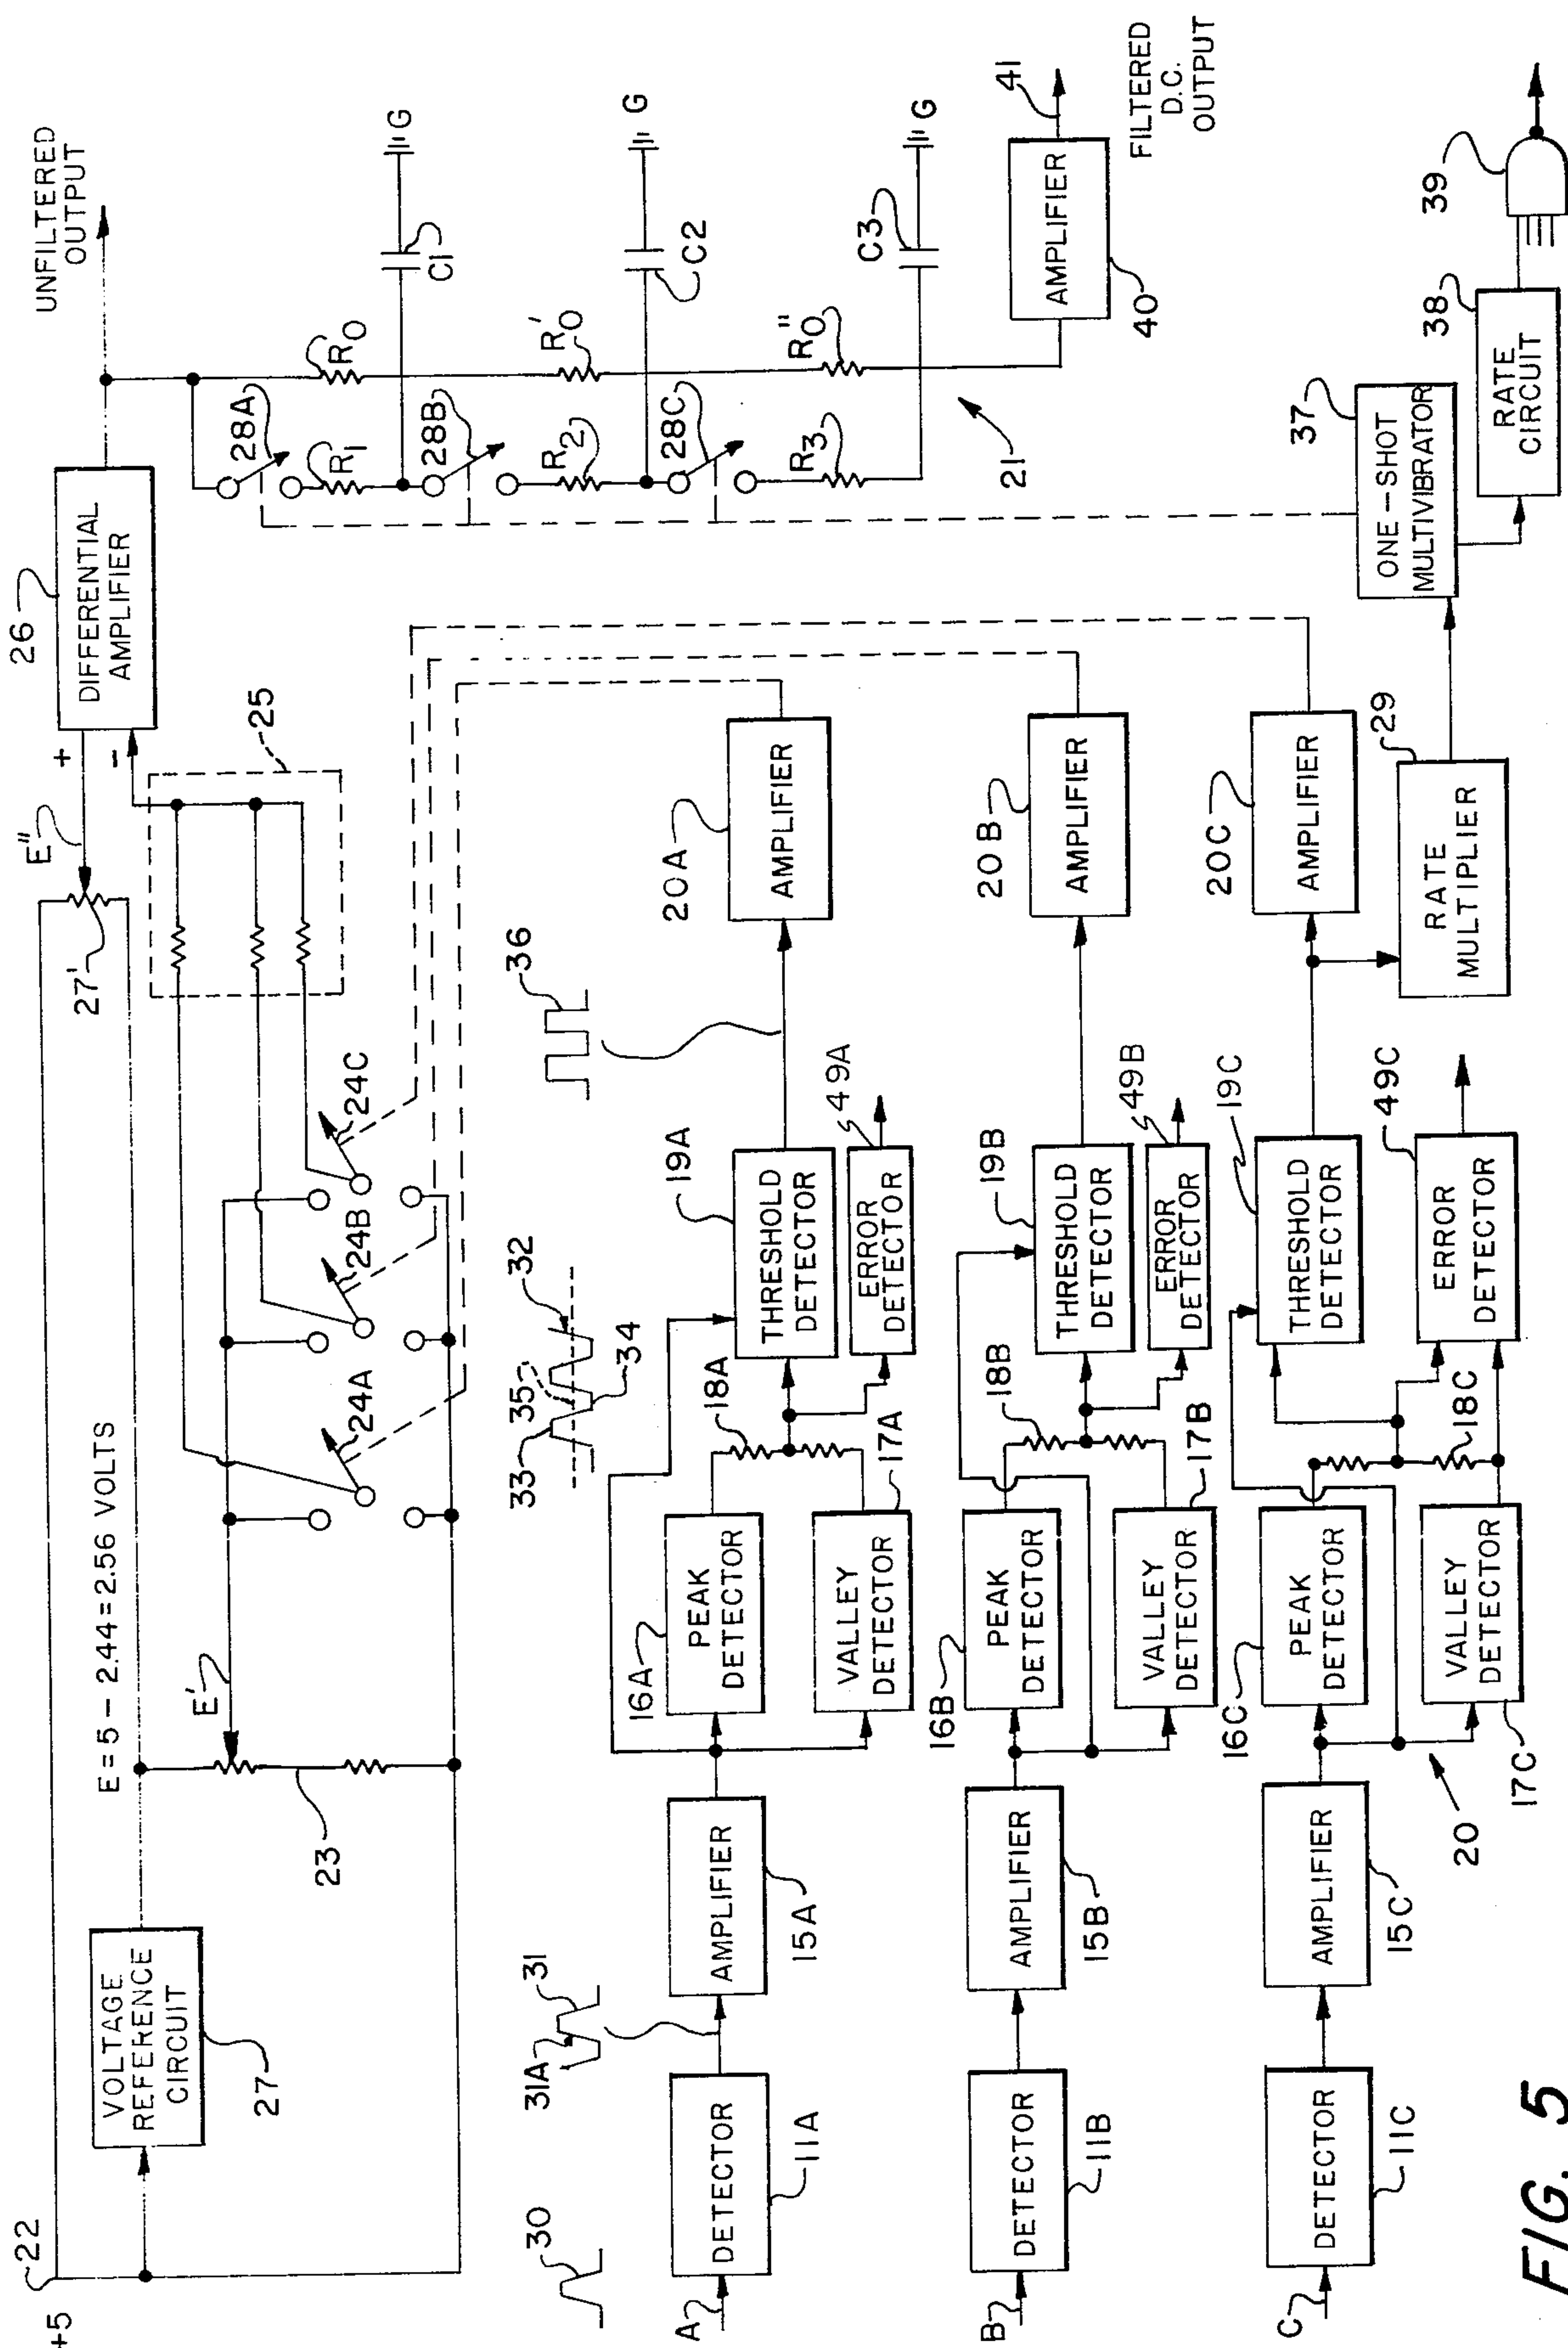 +5
22
VOLTAGE
REFERENCE
CIRCUIT
27
E = 5 - 2.44 = 2.56 VOLTS
23
E'
24A
24B
24C
27'
E"
+
-
25
26
DIFFERENTIAL
AMPLIFIER
UNFILTERED
OUTPUT
28A
R1
R0
C1
G
28B
R2
R0'
C2
G
28C
R3
R0"
C3
G
21
AMPLIFIER
40
41
FILTERED
D.C.
OUTPUT
30
A
DETECTOR
11A
31A
31
AMPLIFIER
15A
16A
PEAK
DETECTOR
VALLEY
DETECTOR
17A
18A
33
35
34
32
19A
THRESHOLD
DETECTOR
ERROR
DETECTOR
49A
36
20A
AMPLIFIER
B
DETECTOR
11B
AMPLIFIER
15B
16B
PEAK
DETECTOR
VALLEY
DETECTOR
17B
18B
19B
THRESHOLD
DETECTOR
ERROR
DETECTOR
49B
20B
AMPLIFIER
C
DETECTOR
11C
AMPLIFIER
15C
16C
PEAK
DETECTOR
VALLEY
DETECTOR
17C
20
18C
19C
THRESHOLD
DETECTOR
ERROR
DETECTOR
49C
20C
AMPLIFIER
29
RATE
MULTIPLIER
37
ONE-SHOT
MULTIVIBRATOR
38
RATE
CIRCUIT
39
FIG. 5